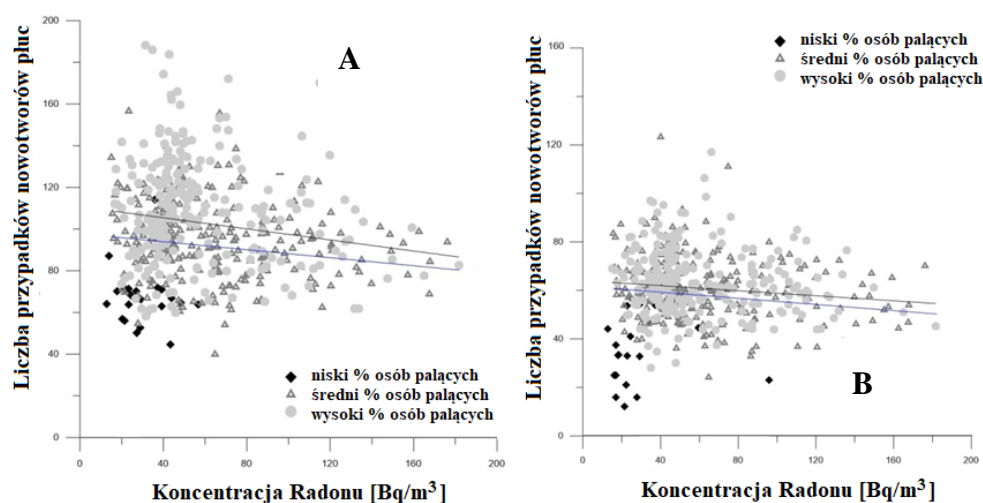 200
160
120
80
40
0
0
40
80
120
160
200
Liczba przypadków nowotworów płuc
Koncentracja Radonu [Bq/m³]
A
niski % osób palących
średni % osób palących
wysoki % osób palących
160
120
80
40
0
0
40
80
120
160
200
Liczba przypadków nowotworów płuc
Koncentracja Radonu [Bq/m³]
niski % osób palących
średni % osób palących
wysoki % osób palących
B